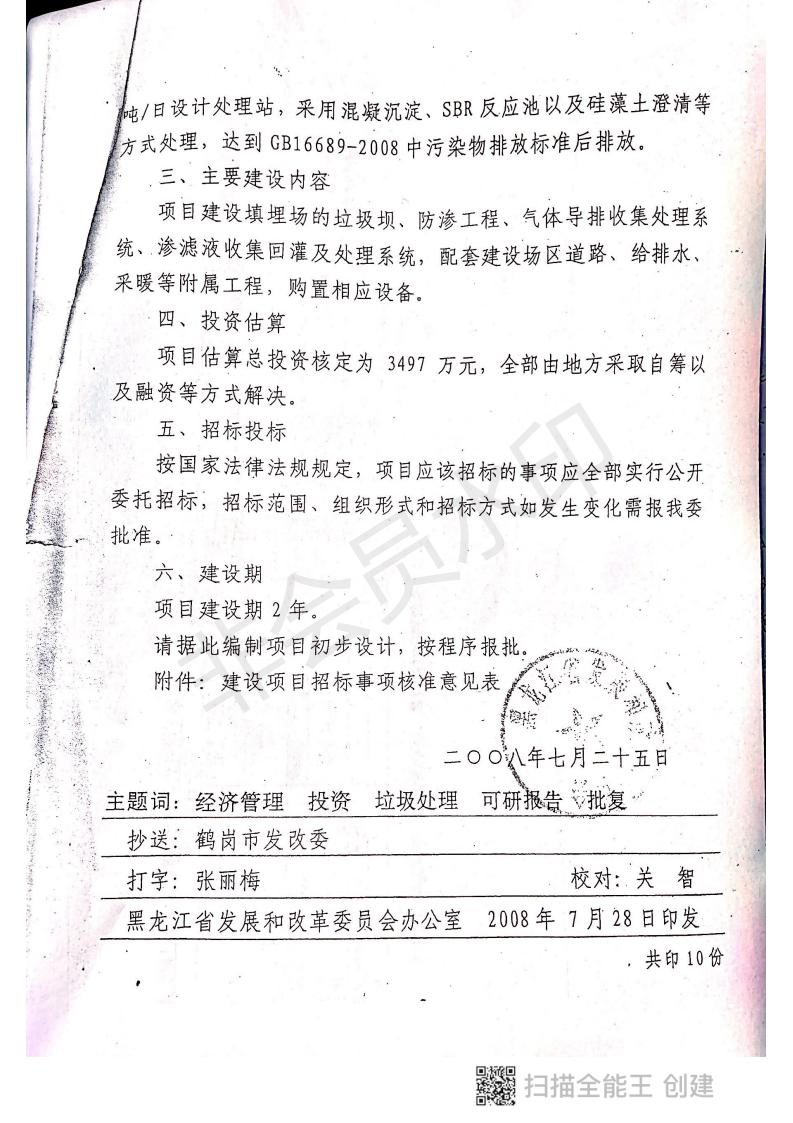 吨/日设计处理站，采用混凝沉淀、SBR反应池以及硅藻土澄清等
方式处理，达到GB16689-2008中污染物排放标准后排放。
三、主要建设内容
项目建设填埋场的垃圾坝、防渗工程、气体导排收集处理系
统、渗滤液收集回灌及处理系统，配套建设场区道路、给排水、
采暖等附属工程，购置相应设备。
四、投资估算
项目估算总投资核定为 3497 万元，全部由地方采取自筹以
及融资等方式解决。
五、招标投标
按国家法律法规规定，项目应该招标的事项应全部实行公开
委托招标，招标范围、组织形式和招标方式如发生变化需报我委
批准。
六、建设期
项目建设期2年。
请据此编制项目初步设计，按程序报批。
附件：建设项目招标事项核准意见表
黑龙江省发展
二〇〇八年七月二十五日
主题词：经济管理 投资 垃圾处理 可研报告 批复
抄送：鹤岗市发改委
打字：张丽梅 校对：关 智
黑龙江省发展和改革委员会办公室 2008年7月28日印发
共印10份
非会员水印
扫描全能王 创建